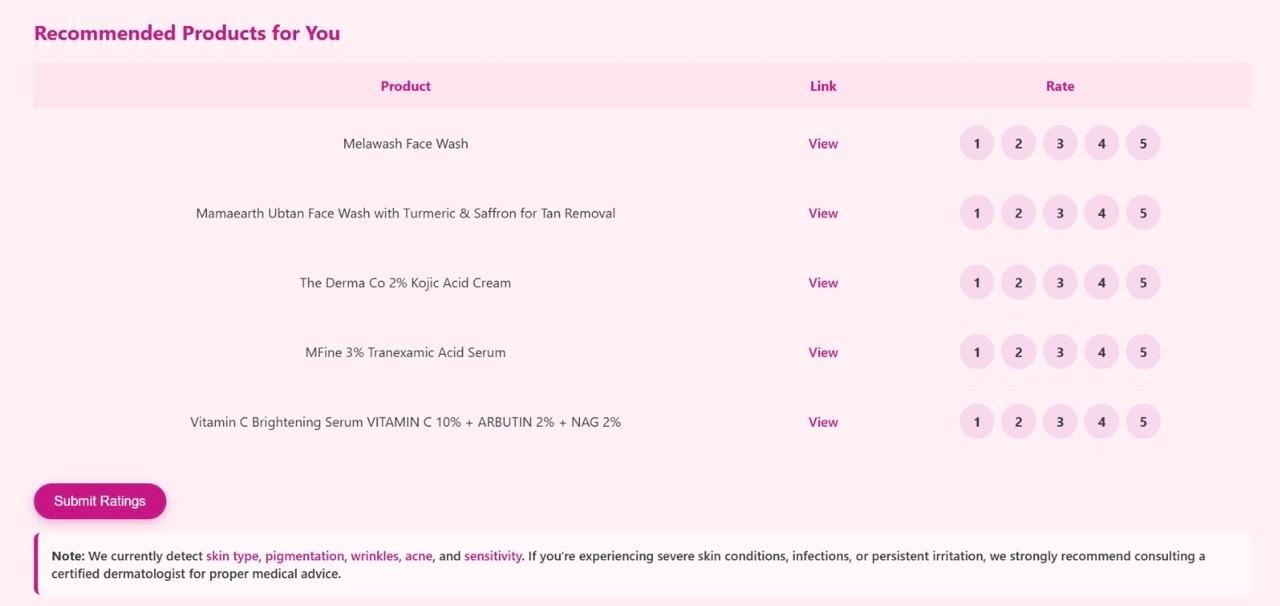 Recommended Products for You
Product Link Rate
Melawash Face Wash View 1 2 3 4 5
Mamaearth Ubtan Face Wash with Turmeric & Saffron for Tan Removal View 1 2 3 4 5
The Derma Co 2% Kojic Acid Cream View 1 2 3 4 5
MFine 3% Tranexamic Acid Serum View 1 2 3 4 5
Vitamin C Brightening Serum VITAMIN C 10% + ARBUTIN 2% + NAG 2% View 1 2 3 4 5
Submit Ratings
Note: We currently detect skin type, pigmentation, wrinkles, acne, and sensitivity. If you're experiencing severe skin conditions, infections, or persistent irritation, we strongly recommend consulting a
certified dermatologist for proper medical advice.